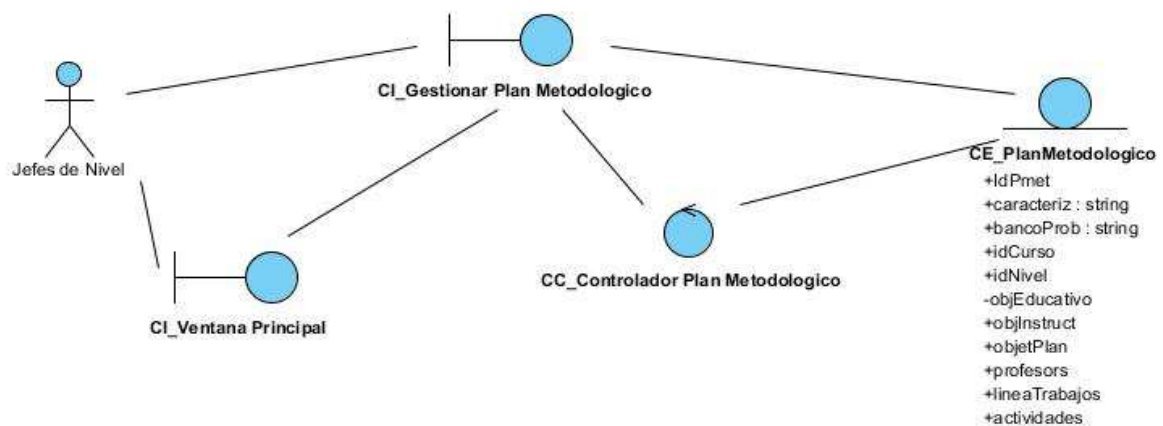 CI_Gestionar Plan Metodologico
Jefes de Nivel
CI_Ventana Principal
CC_Controlador Plan Metodologico
CE_PlanMetodologico
+IdPmet
+caracteriz : string
+bancoProb : string
+idCurso
+idNivel
-objEducativo
+objInstruct
+objetPlan
+profesors
+lineaTrabajos
+actividades